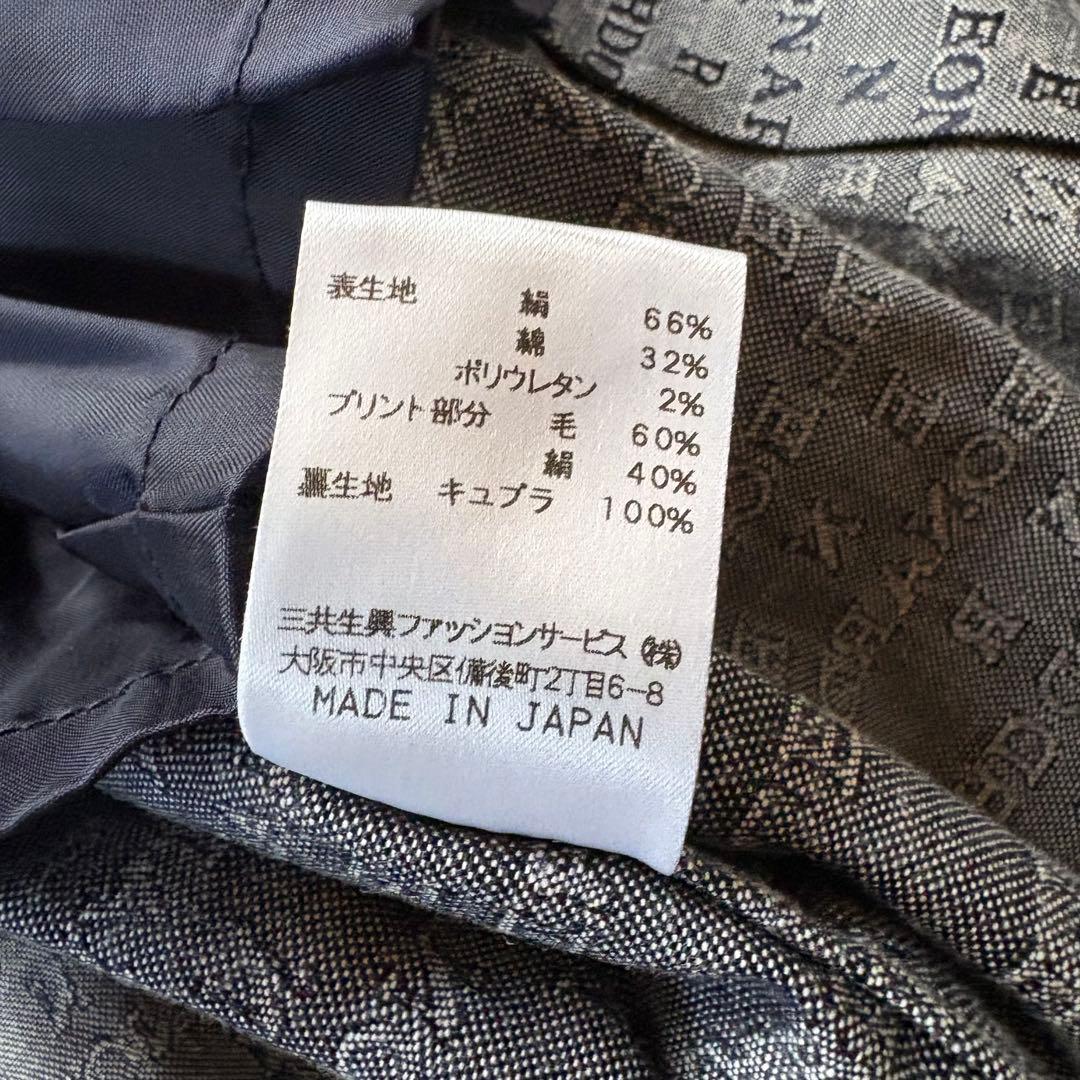 表生地 絹 66%
綿 32%
ポリウレタン 2%
プリント部分 毛 60%
絹 40%
裏生地 キュプラ 100%
三共生興ファッションサービス ㈱
大阪市中央区備後町2丁目6-8
MADE IN JAPAN